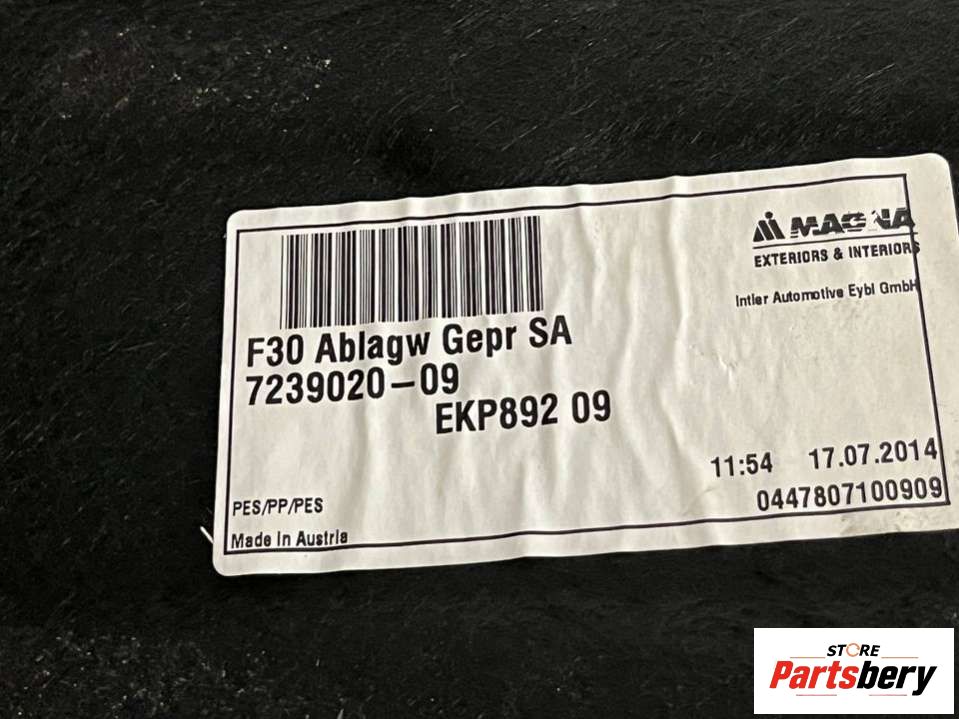 MAGNA
EXTERIORS & INTERIORS
Intier Automotive Eybl GmbH
F30 Ablagw Gepr SA
7239020-09
EKP892 09
11:54 17.07.2014
0447807100909
PES/PP/PES
Made In Austria
STORE
Partsbery